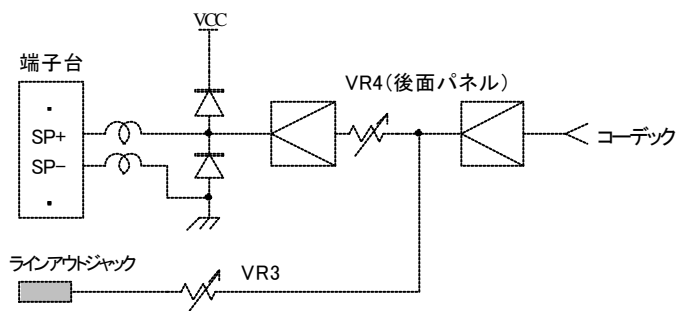 VCC
端子台
VR4(後面パネル)
SP+
コーデック
SP−
ラインアウトジャック
VR3